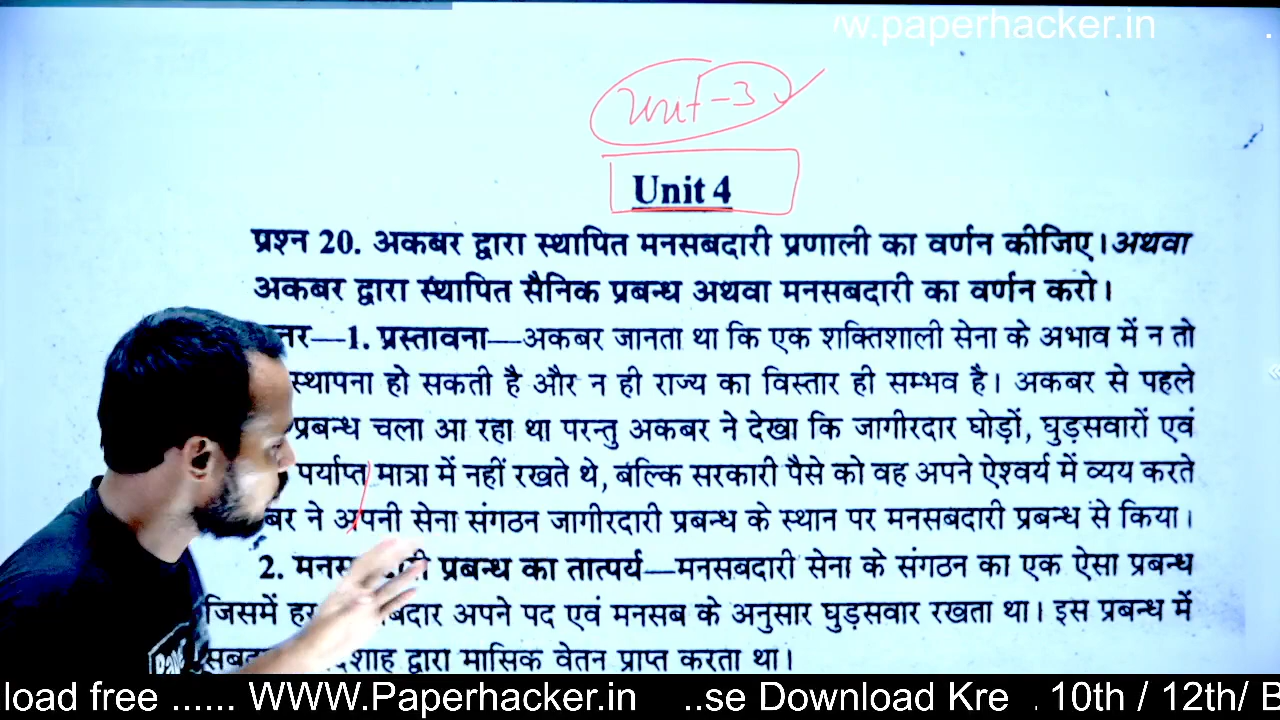 w.paperhacker.in
Unit-3
Unit 4
प्रश्न 20. अकबर द्वारा स्थापित मनसबदारी प्रणाली का वर्णन कीजिए। अथवा
अकबर द्वारा स्थापित सैनिक प्रबन्ध अथवा मनसबदारी का वर्णन करो।
त्तर—1. प्रस्तावना—अकबर जानता था कि एक शक्तिशाली सेना के अभाव में न तो
स्थापना हो सकती है और न ही राज्य का विस्तार ही सम्भव है। अकबर से पहले
प्रबन्ध चला आ रहा था परन्तु अकबर ने देखा कि जागीरदार घोड़ों, घुड़सवारों एवं
पर्याप्त मात्रा में नहीं रखते थे, बल्कि सरकारी पैसे को वह अपने ऐश्वर्य में व्यय करते
बर ने अपनी सेना संगठन जागीरदारी प्रबन्ध के स्थान पर मनसबदारी प्रबन्ध से किया।
2. प्रबन्ध का तात्पर्य—मनसबदारी सेना के संगठन का एक ऐसा प्रबन्ध
जिसमें हर बदार अपने पद एवं मनसब के अनुसार घुड़सवार रखता था। इस प्रबन्ध में
दशाह द्वारा मासिक वेतन प्राप्त करता था।
load free ...... WWW.Paperhacker.in ..se Download Kre . 10th / 12th/ B